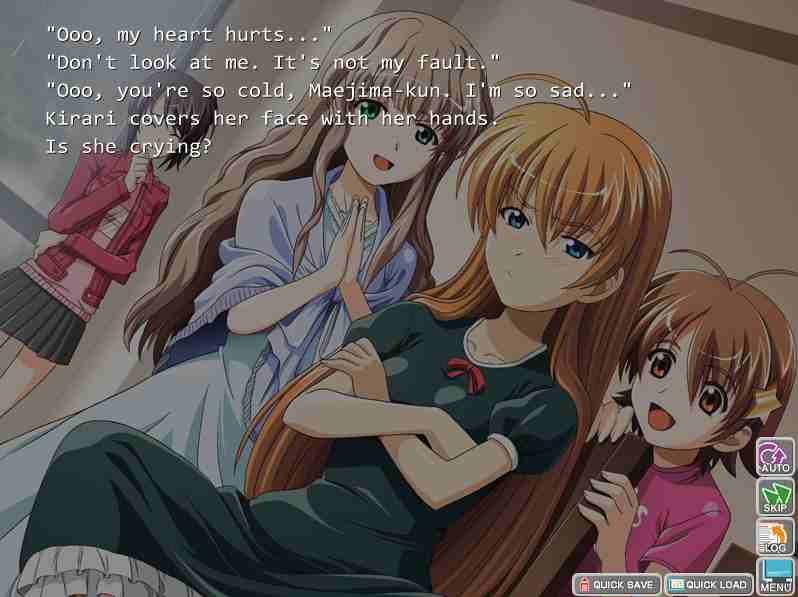 "Ooo, my heart hurts..."
"Don't look at me. It's not my fault."
"Ooo, you're so cold, Maejima-kun. I'm so sad..."
Kirari covers her face with her hands.
Is she crying?
AUTO
SKIP
LOG
QUICK SAVE
QUICK LOAD
MENU